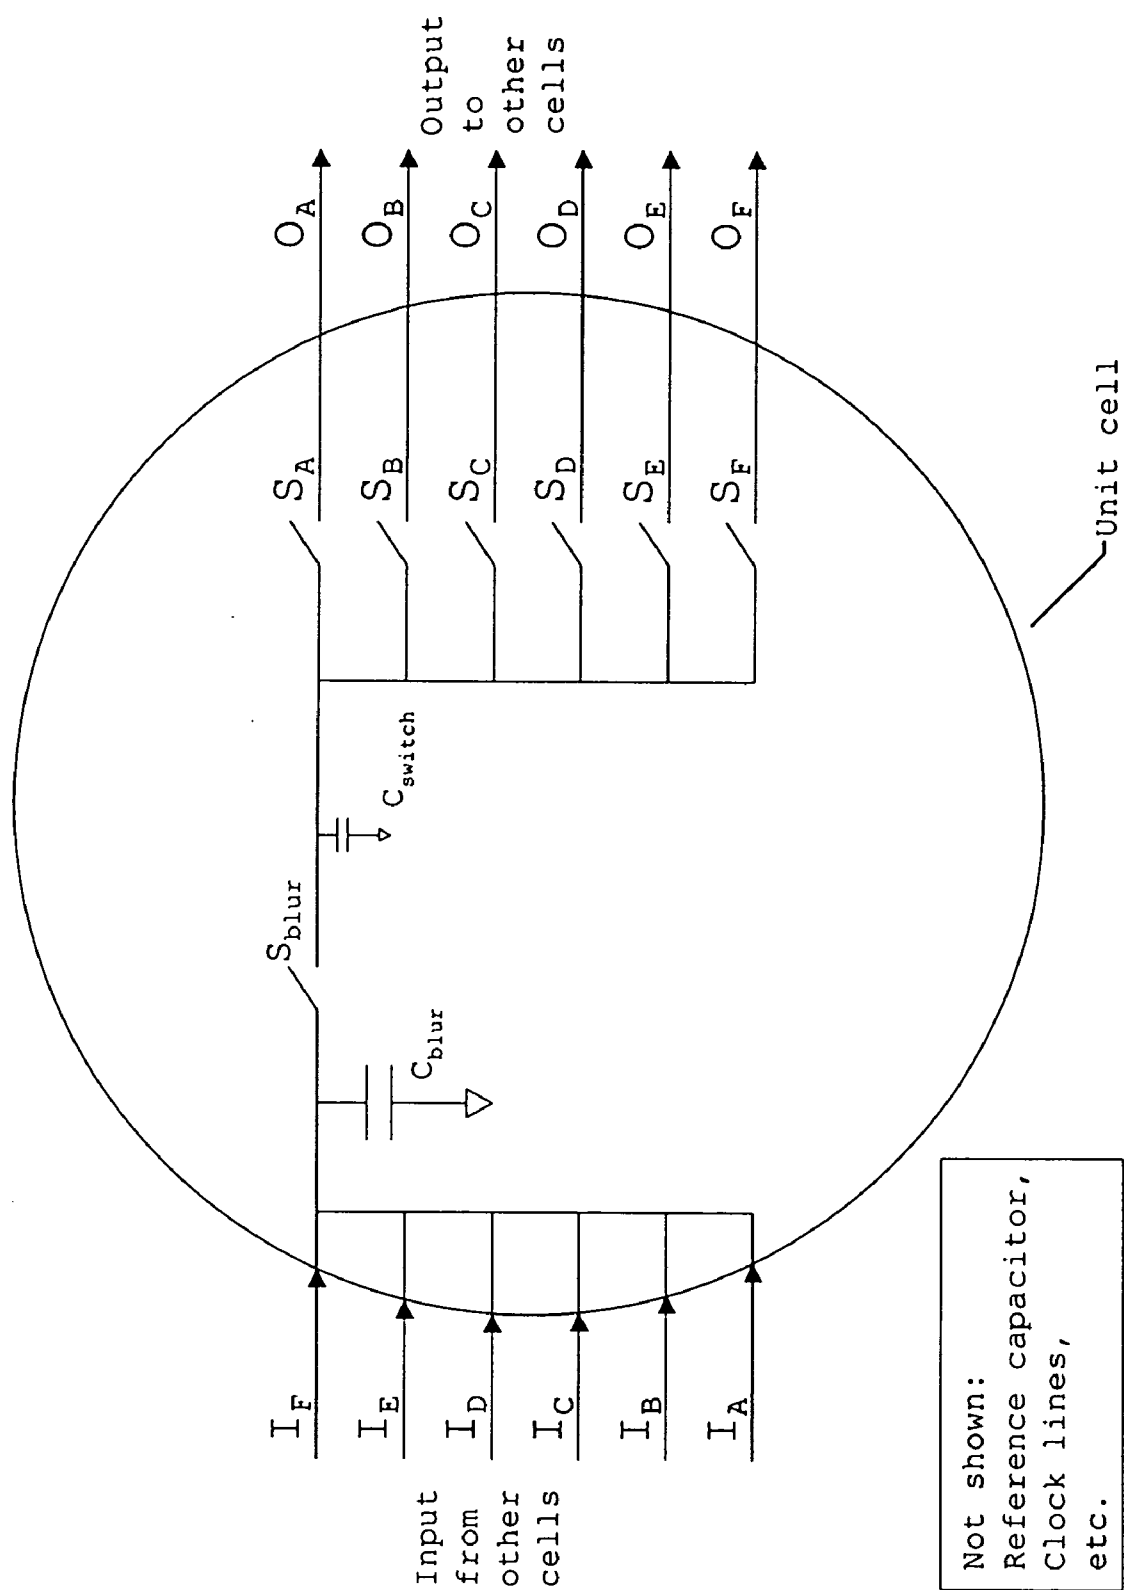 Input
from
other
cells
I_F
I_E
I_D
I_C
I_B
I_A
C_blur
S_blur
C_switch
S_A
S_B
S_C
S_D
S_E
S_F
O_A
O_B
O_C
O_D
O_E
O_F
Output
to
other
cells
Unit cell
Not shown:
Reference capacitor,
Clock lines,
etc.